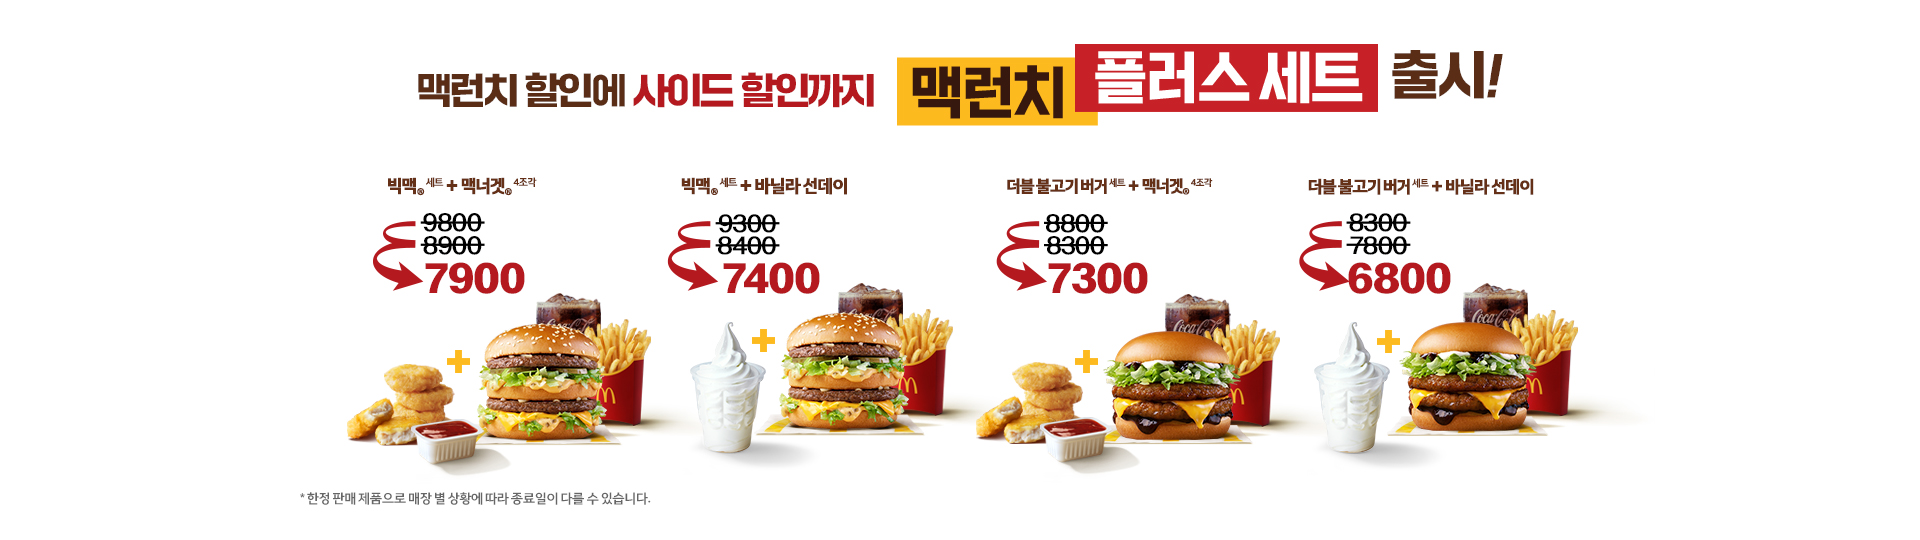 맥런치 할인에 사이드 할인까지 맥런치 플러스 세트 출시!
빅맥® 세트 + 맥너겟® 4조각
9800
8900
7900
빅맥® 세트 + 바닐라 선데이
9300
8400
7400
더블 불고기 버거 세트 + 맥너겟® 4조각
8800
8300
7300
더블 불고기 버거 세트 + 바닐라 선데이
8300
7800
6800
Coca-Cola
* 한정 판매 제품으로 매장 별 상황에 따라 종료일이 다를 수 있습니다.